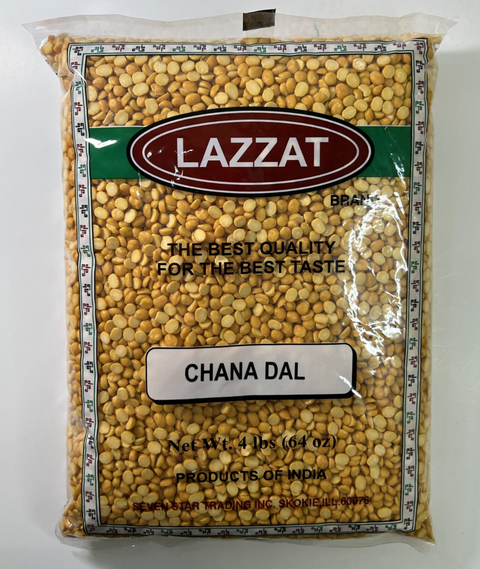 LAZZAT
BRAND
THE BEST QUALITY
FOR THE BEST TASTE
CHANA DAL
Net Wt. 4 lbs (64 oz)
PRODUCTS OF INDIA
SEVEN STAR TRADING INC. SKOKIE,ILL.60076